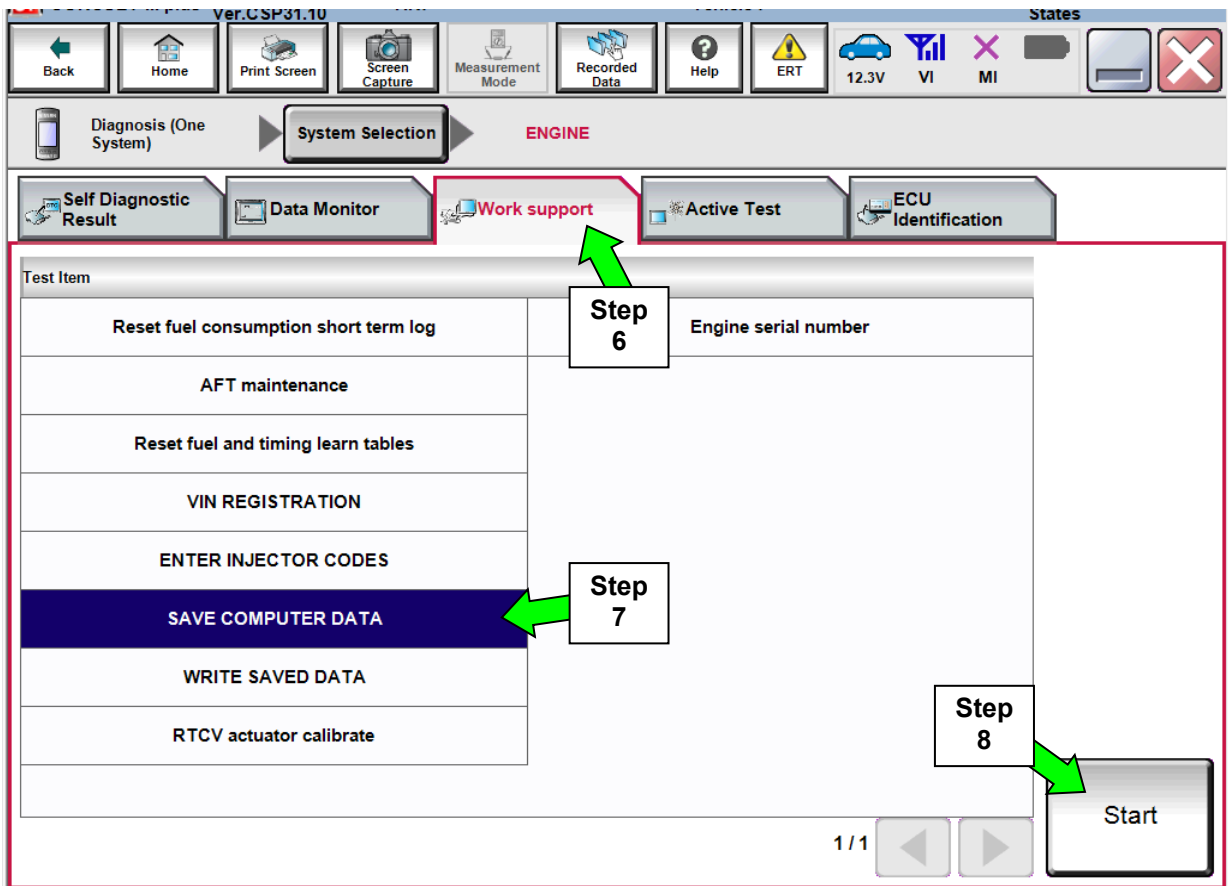 Ver.CSP31.10
States
Back
Home
Print Screen
Screen
Capture
Measurement
Mode
Recorded
Data
Help
ERT
12.3V
VI
MI
Diagnosis (One
System)
System Selection
ENGINE
Self Diagnostic
Result
Data Monitor
Work support
Active Test
ECU
Identification
Test Item
Step
6
Reset fuel consumption short term log
Engine serial number
AFT maintenance
Reset fuel and timing learn tables
VIN REGISTRATION
ENTER INJECTOR CODES
Step
7
SAVE COMPUTER DATA
WRITE SAVED DATA
Step
8
RTCV actuator calibrate
Start
1/1